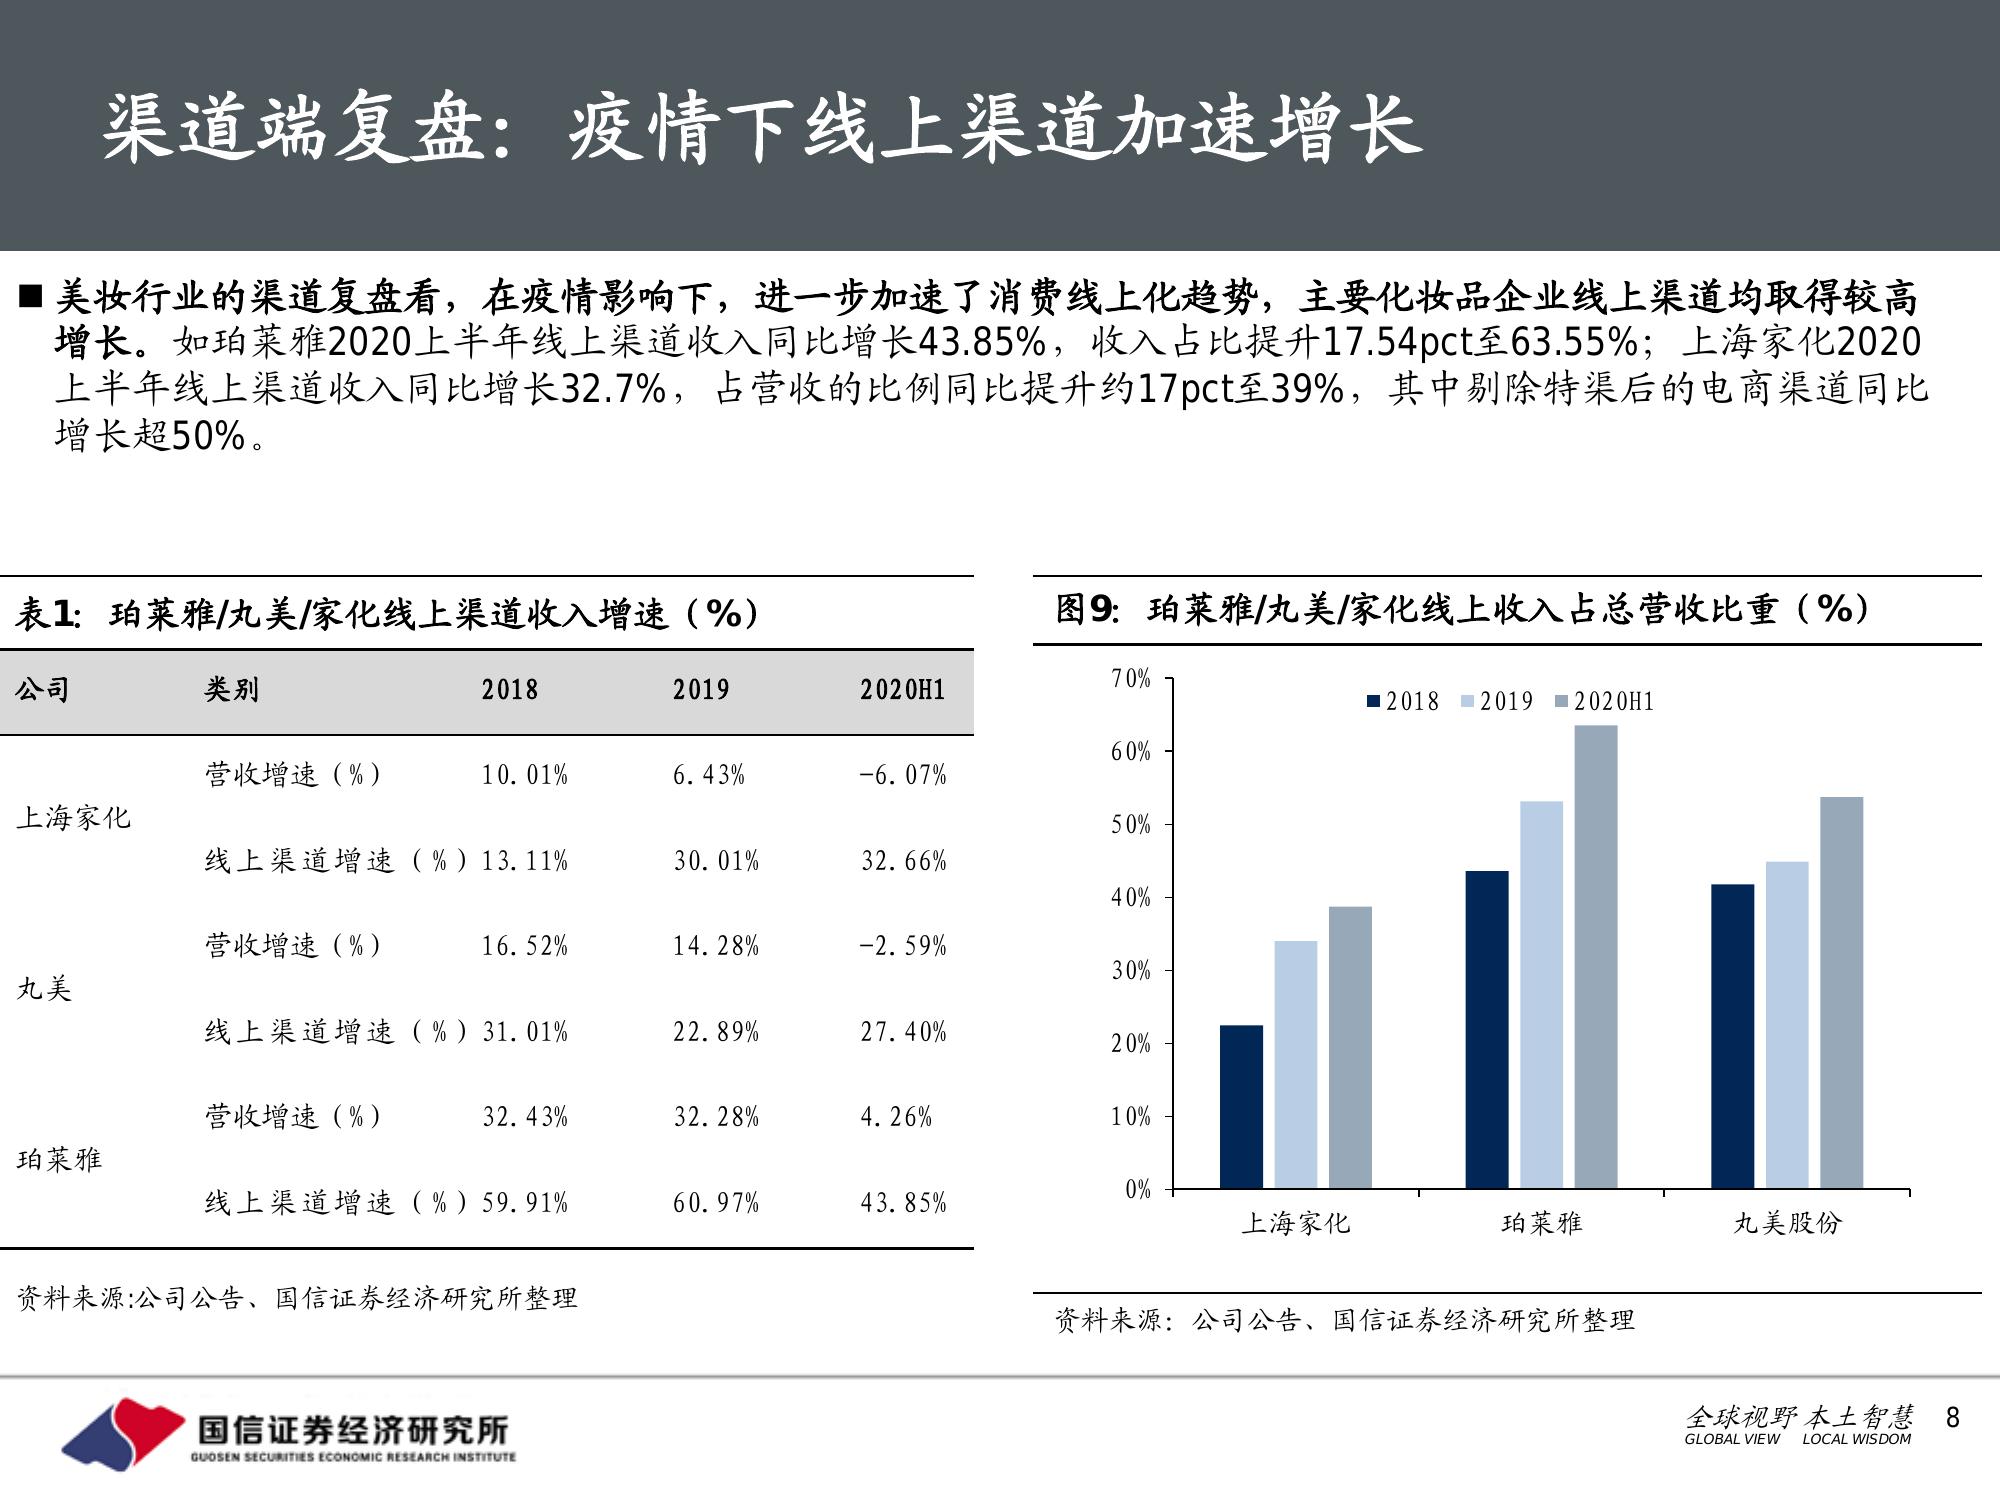 渠道端复盘：疫情下线上渠道加速增长
■ 美妆行业的渠道复盘看，在疫情影响下，进一步加速了消费线上化趋势，主要化妆品企业线上渠道均取得较高
增长。如珀莱雅2020上半年线上渠道收入同比增长43.85%，收入占比提升17.54pct至63.55%；上海家化2020
上半年线上渠道收入同比增长32.7%，占营收的比例同比提升约17pct至39%，其中剔除特渠后的电商渠道同比
增长超50%。
表1：珀莱雅/丸美/家化线上渠道收入增速（%）
公司 类别 2018 2019 2020H1
上海家化
营收增速（%） 10.01% 6.43% -6.07%
线上渠道增速（%） 13.11% 30.01% 32.66%
丸美
营收增速（%） 16.52% 14.28% -2.59%
线上渠道增速（%） 31.01% 22.89% 27.40%
珀莱雅
营收增速（%） 32.43% 32.28% 4.26%
线上渠道增速（%） 59.91% 60.97% 43.85%
资料来源:公司公告、国信证券经济研究所整理
图9：珀莱雅/丸美/家化线上收入占总营收比重（%）
2018 2019 2020H1
70%
60%
50%
40%
30%
20%
10%
0%
上海家化 珀莱雅 丸美股份
资料来源：公司公告、国信证券经济研究所整理
国信证券经济研究所
GUOSEN SECURITIES ECONOMIC RESEARCH INSTITUTE
全球视野 本土智慧
GLOBAL VIEW LOCAL WISDOM
8